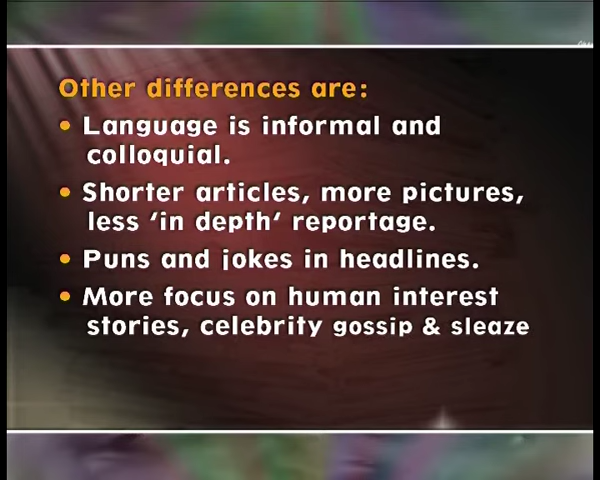 Other differences are:
• Language is informal and
colloquial.
• Shorter articles, more pictures,
less 'in depth' reportage.
• Puns and jokes in headlines.
• More focus on human interest
stories, celebrity gossip & sleaze